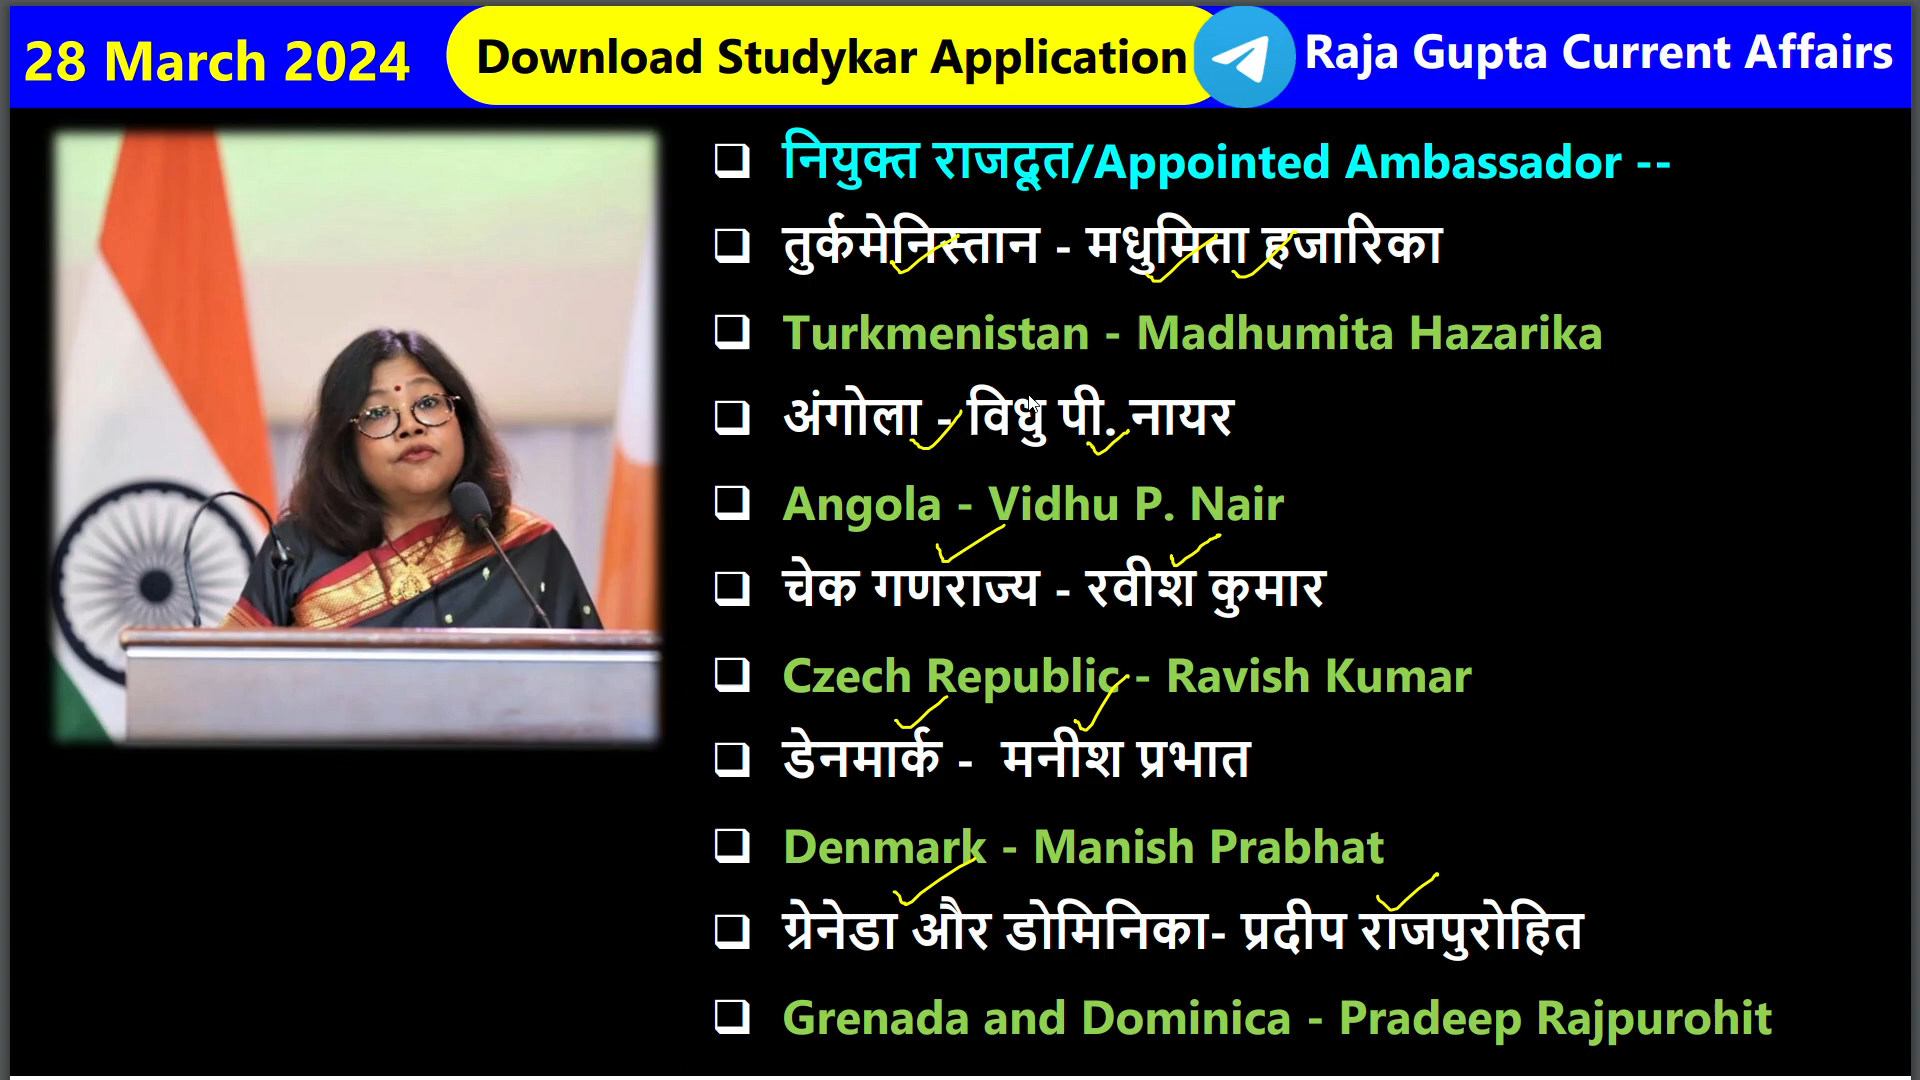 28 March 2024
Download Studykar Application
Raja Gupta Current Affairs
नियुक्त राजदूत/Appointed Ambassador --
तुर्कमेनिस्तान - मधुमिता हजारिका
Turkmenistan - Madhumita Hazarika
अंगोला - विधु पी. नायर
Angola - Vidhu P. Nair
चेक गणराज्य - रवीश कुमार
Czech Republic - Ravish Kumar
डेनमार्क - मनीश प्रभात
Denmark - Manish Prabhat
ग्रेनेडा और डोमिनिका- प्रदीप राजपुरोहित
Grenada and Dominica - Pradeep Rajpurohit